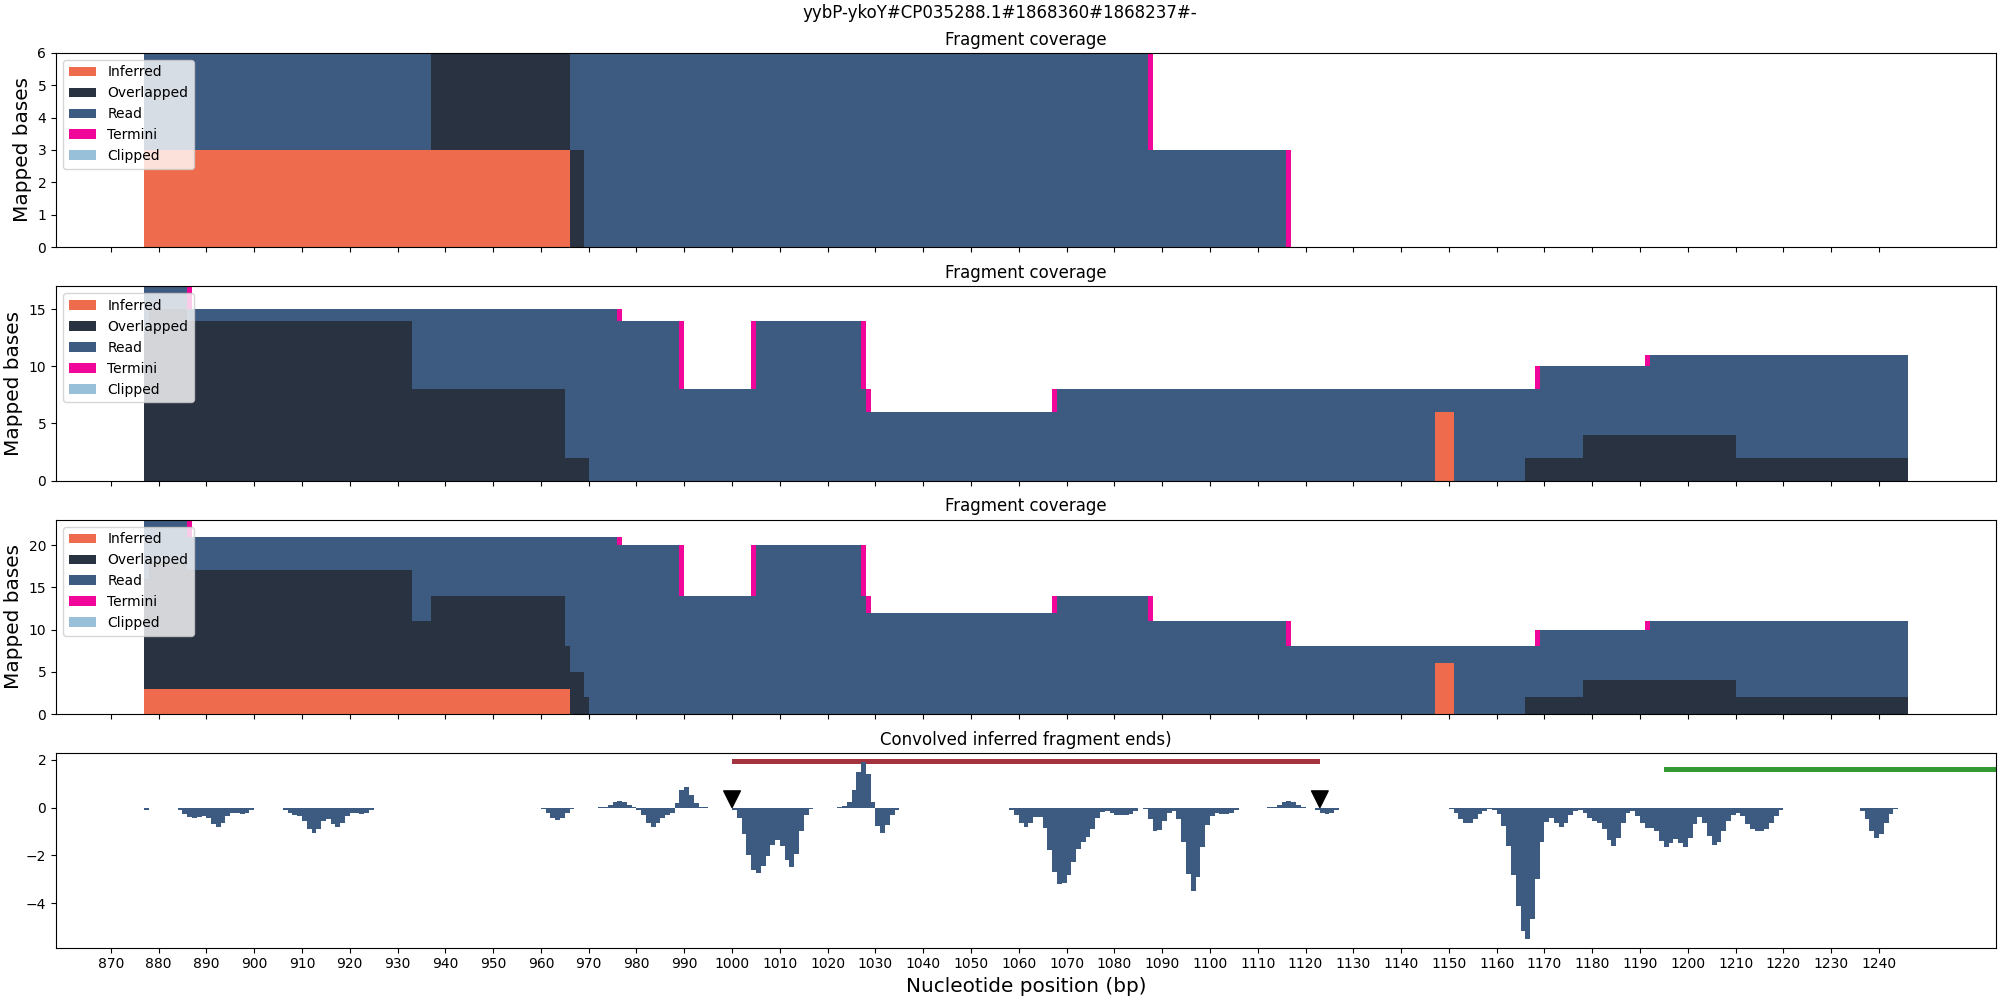 yybP-ykoY#CP035288.1#1868360#1868237#-
Fragment coverage
Mapped bases
6
5
4
3
2
1
0
Inferred
Overlapped
Read
Termini
Clipped
Fragment coverage
Mapped bases
15
10
5
0
Inferred
Overlapped
Read
Termini
Clipped
Fragment coverage
Mapped bases
20
15
10
5
0
Inferred
Overlapped
Read
Termini
Clipped
Convolved inferred fragment ends)
2
0
−2
−4
870 880 890 900 910 920 930 940 950 960 970 980 990 1000 1010 1020 1030 1040 1050 1060 1070 1080 1090 1100 1110 1120 1130 1140 1150 1160 1170 1180 1190 1200 1210 1220 1230 1240
Nucleotide position (bp)